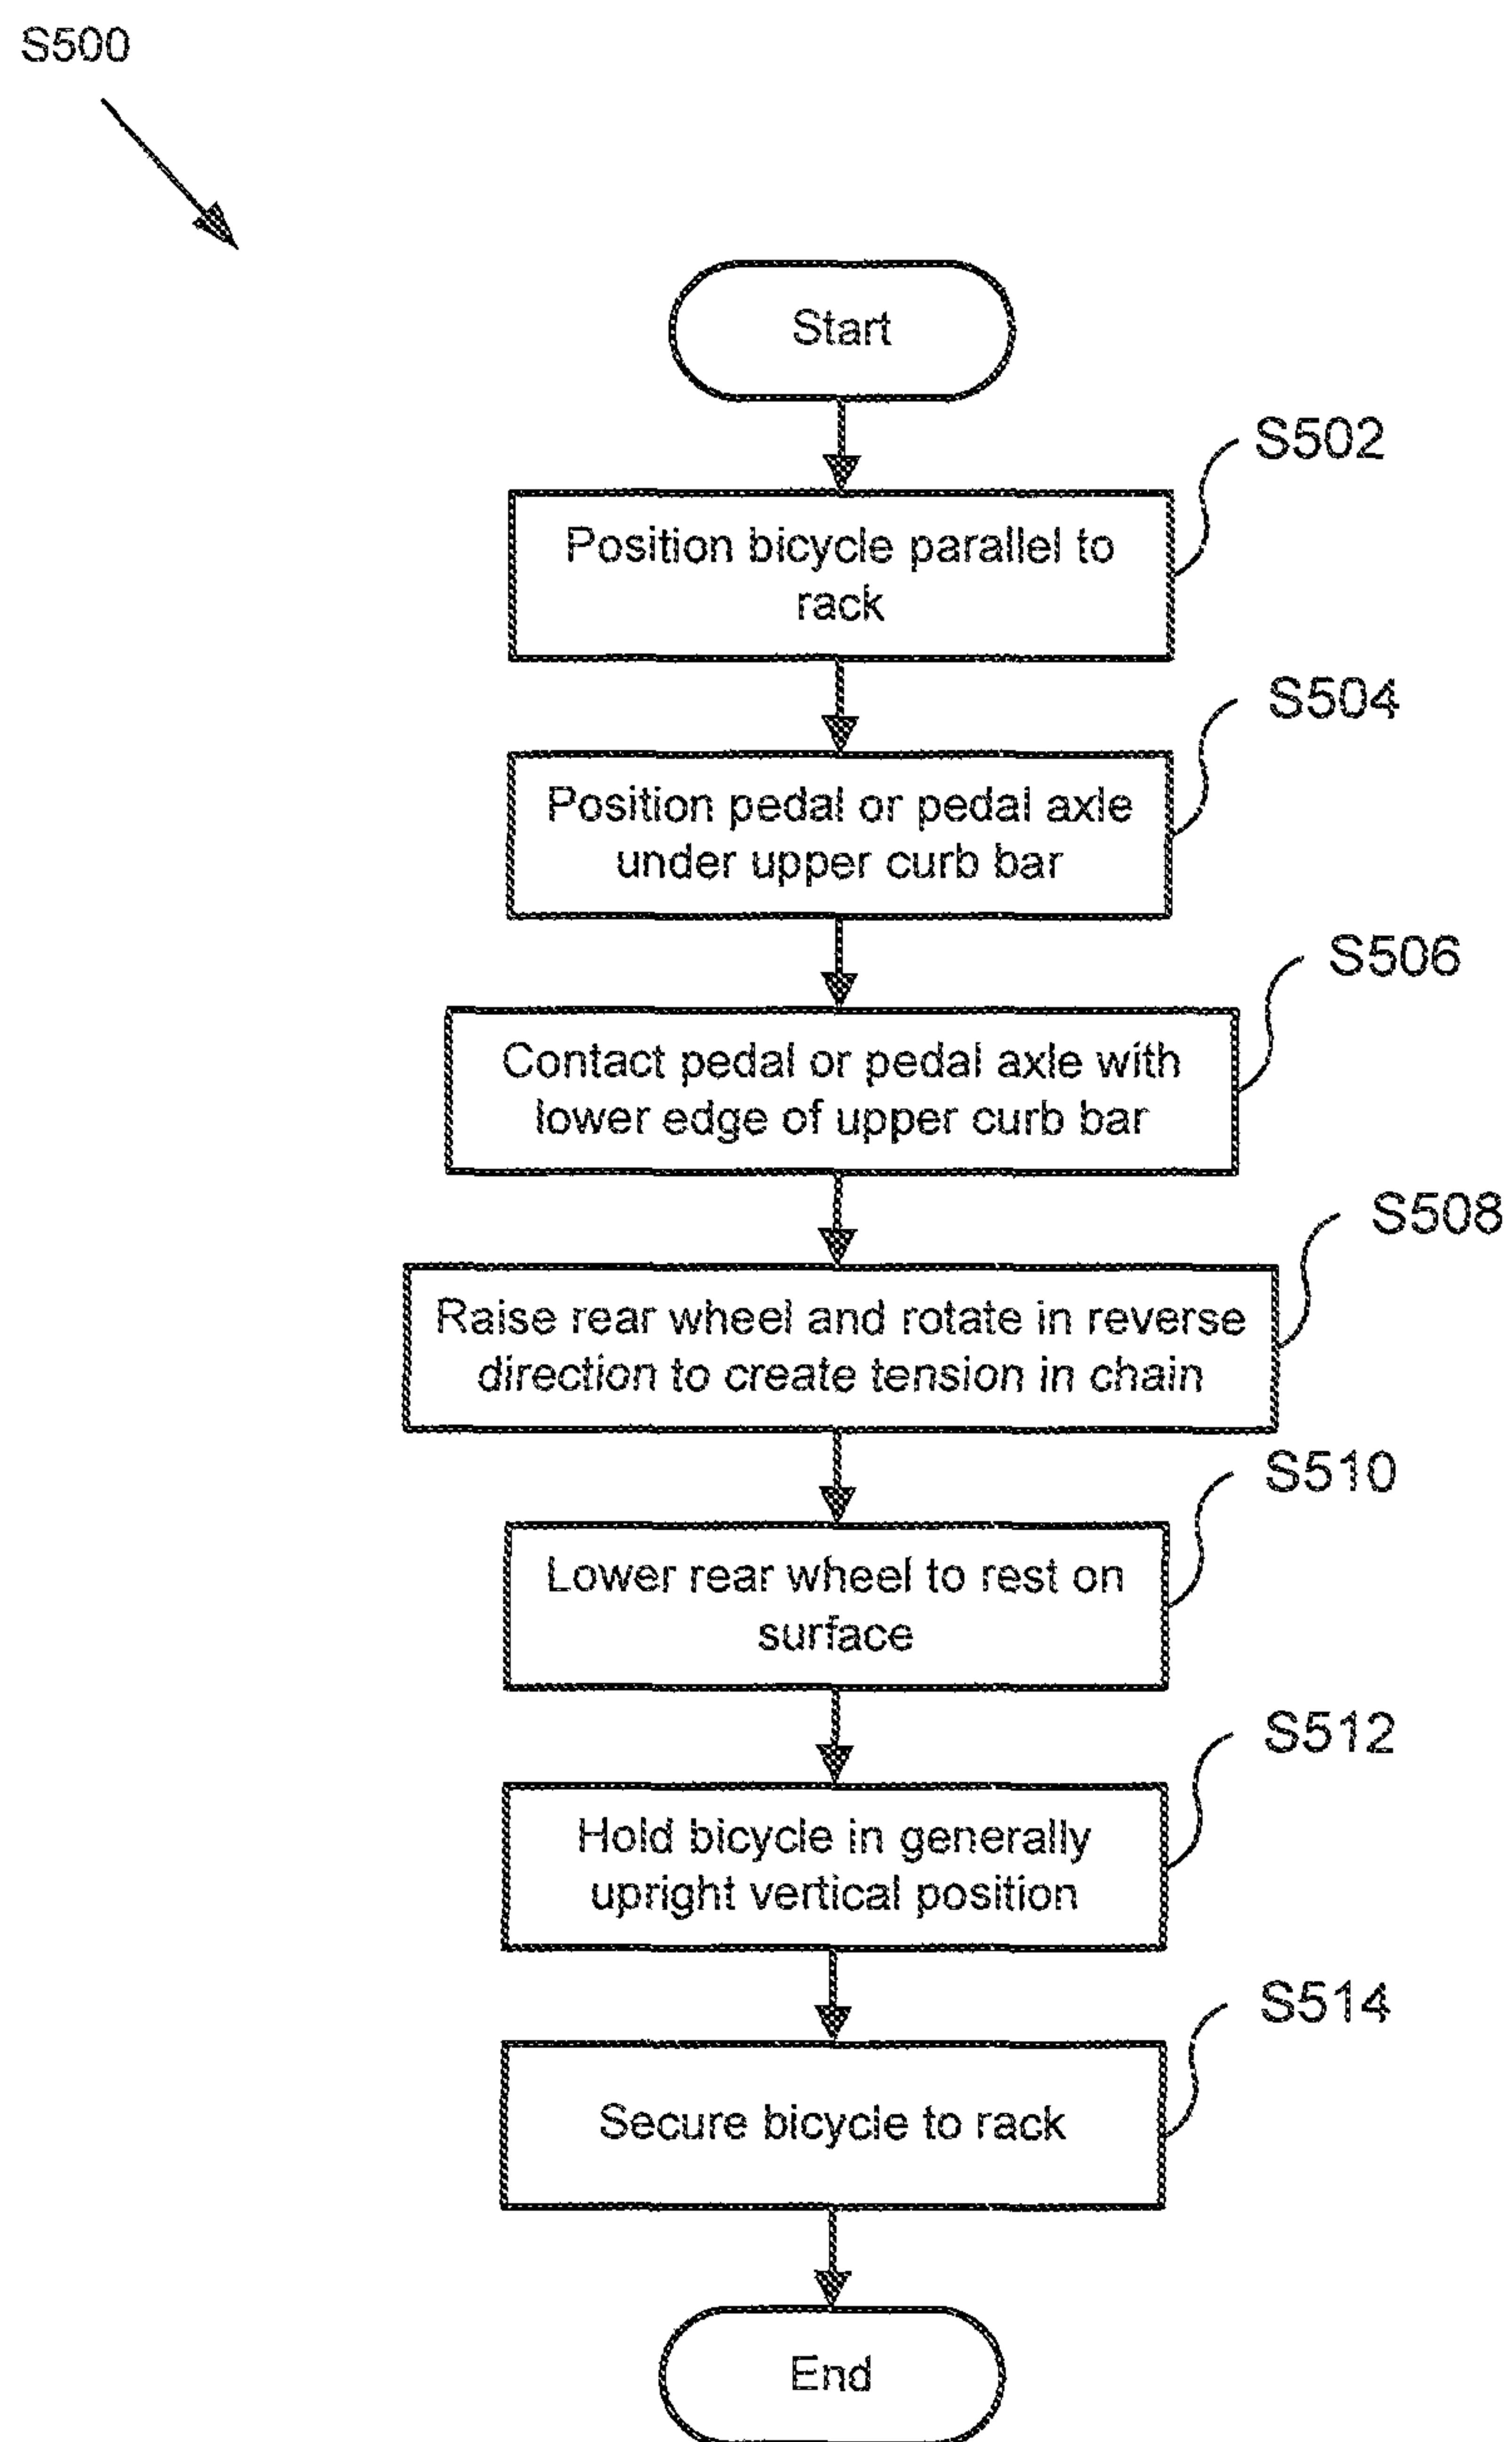 S500
Start
S502
Position bicycle parallel to
rack
S504
Position pedal or pedal axle
under upper curb bar
S506
Contact pedal or pedal axle with
lower edge of upper curb bar
S508
Raise rear wheel and rotate in reverse
direction to create tension in chain
S510
Lower rear wheel to rest on
surface
S512
Hold bicycle in generally
upright vertical position
S514
Secure bicycle to rack
End